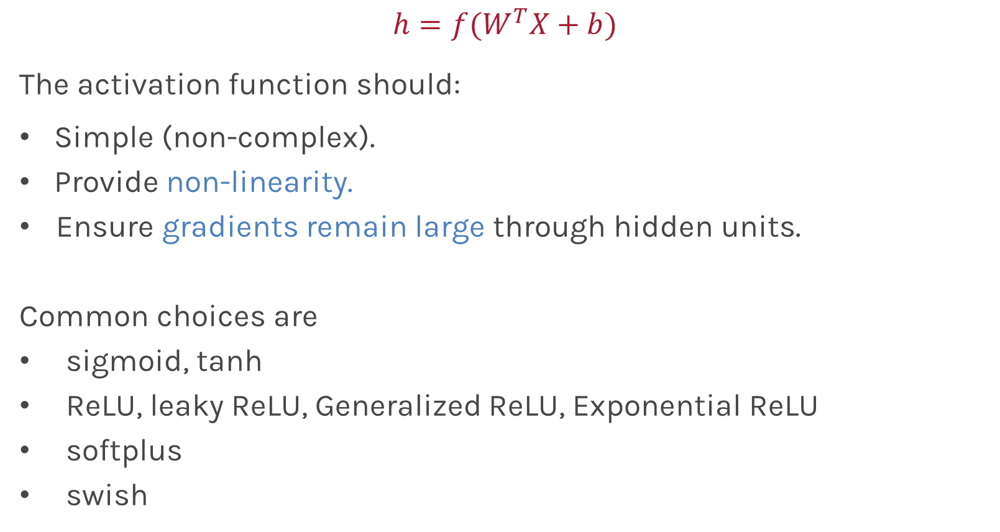 h = f(W^T X + b)
The activation function should:
• Simple (non-complex).
• Provide non-linearity.
• Ensure gradients remain large through hidden units.
Common choices are
• sigmoid, tanh
• ReLU, leaky ReLU, Generalized ReLU, Exponential ReLU
• softplus
• swish